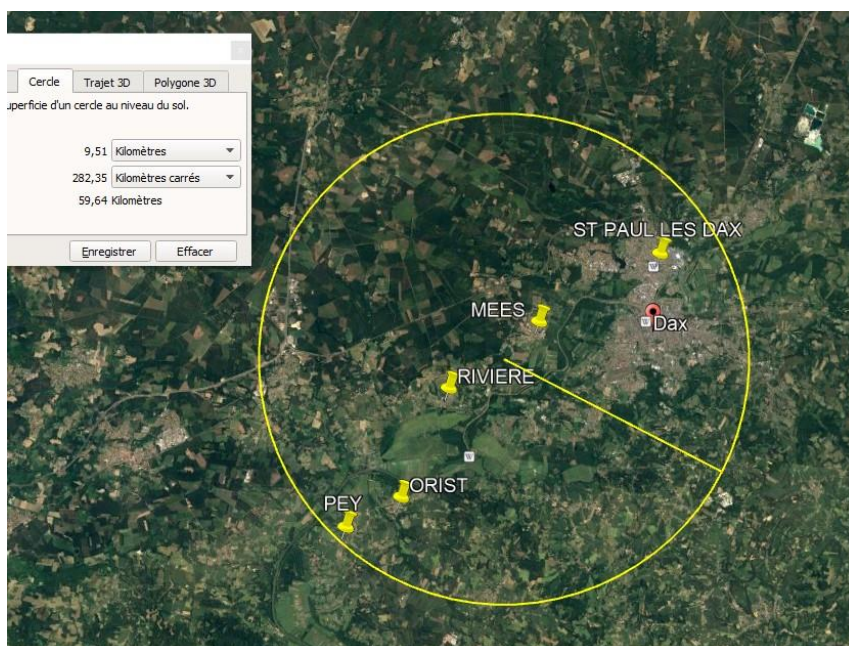 Cercle Trajet 3D Polygone 3D
uperficie d'un cercle au niveau du sol.
9,51 Kilomètres
282,35 Kilomètres carrés
59,64 Kilomètres
Enregistrer Effacer
ST PAUL LES DAX
W
MEES
Dax
W
RIVIERE
W
ORIST
PEY